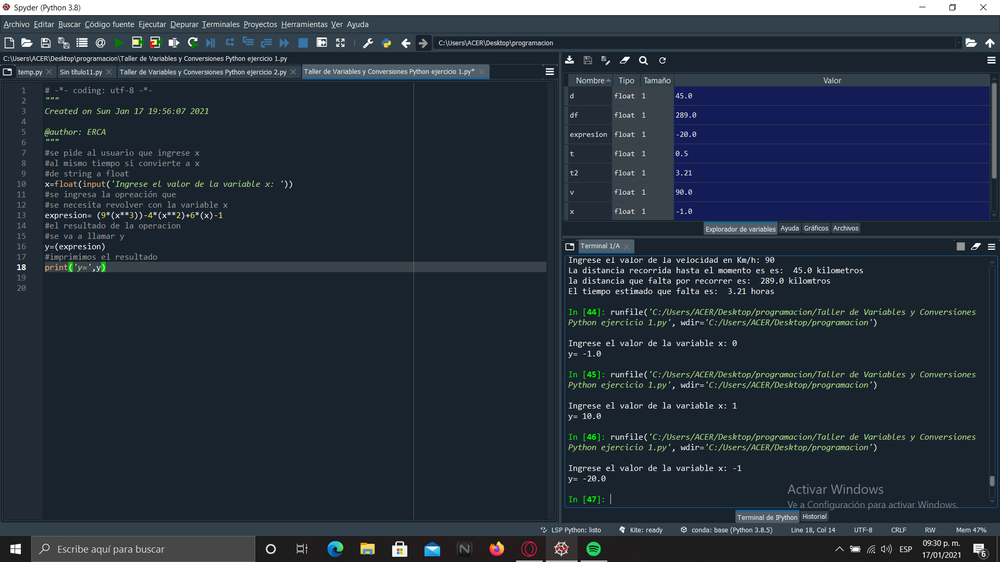 Spyder (Python 3.8)
Archivo Editar Buscar Código fuente Ejecutar Depurar Terminales Proyectos Herramientas Ver Ayuda
C:\Users\ACER\Desktop\programacion
C:\Users\ACER\Desktop\programacion\Taller de Variables y Conversiones Python ejercicio 1.py
temp.py Sin título11.py Taller de Variables y Conversiones Python ejercicio 2.py Taller de Variables y Conversiones Python ejercicio 1.py*
1 # -*- coding: utf-8 -*-
2 """
3 Created on Sun Jan 17 19:56:07 2021
4
5 @author: ERCA
6 """
7 #se pide al usuario que ingrese x
8 #al mismo tiempo si convierte a x
9 #de string a float
10 x=float(input('Ingrese el valor de la variable x: '))
11 #se ingresa la opreación que
12 #se necesita revolver con la variable x
13 expresion= (9*(x**3))-4*(x**2)+6*(x)-1
14 #el resultado de la operacion
15 #se va a llamar y
16 y=(expresion)
17 #imprimimos el resultado
18 print('y=',y)
19
20
Nombre Tipo Tamaño Valor
d float 1 45.0
df float 1 289.0
expresion float 1 -20.0
t float 1 0.5
t2 float 1 3.21
v float 1 90.0
x float 1 -1.0
Explorador de variables Ayuda Gráficos Archivos
Terminal 1/A
Ingrese el valor de la velocidad en Km/h: 90
La distancia recorrida hasta el momento es es:  45.0 kilometros
la distancia que falta por recorrer es:  289.0 kilomtros
El tiempo estimado que falta es:  3.21 horas
In [44]: runfile('C:/Users/ACER/Desktop/programacion/Taller de Variables y Conversiones
Python ejercicio 1.py', wdir='C:/Users/ACER/Desktop/programacion')
Ingrese el valor de la variable x: 0
y= -1.0
In [45]: runfile('C:/Users/ACER/Desktop/programacion/Taller de Variables y Conversiones
Python ejercicio 1.py', wdir='C:/Users/ACER/Desktop/programacion')
Ingrese el valor de la variable x: 1
y= 10.0
In [46]: runfile('C:/Users/ACER/Desktop/programacion/Taller de Variables y Conversiones
Python ejercicio 1.py', wdir='C:/Users/ACER/Desktop/programacion')
Ingrese el valor de la variable x: -1
y= -20.0
In [47]:
Activar Windows
Ve a Configuración para activar Windows.
Terminal de IPython Historial
LSP Python: listo Kite: ready conda: base (Python 3.8.5) Line 18, Col 14 UTF-8 CRLF RW Mem 47%
Escribe aquí para buscar
ESP
09:30 p. m.
17/01/2021
6